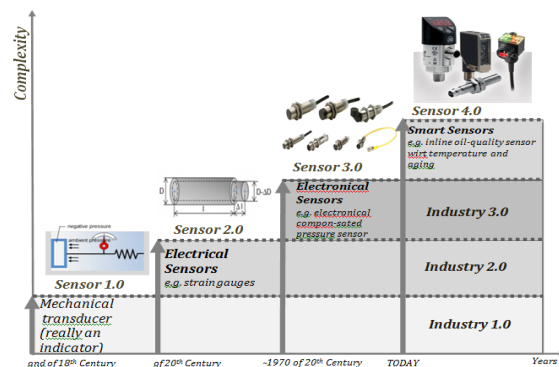 Complexity
Sensor 4.0
Smart Sensors
e.g. inline oil-quality sensor
wirt temperature and
aging
Sensor 3.0
Electronical
Sensors
e.g. electronical
compon-sated
pressure sensor
Industry 3.0
D
D-ΔD
l
Δl
Sensor 2.0
Electrical
Sensors
e.g. strain gauges
Industry 2.0
negative pressure
ambient pressure
Sensor 1.0
Mechanical
transducer
(really an
indicator)
Industry 1.0
and of 18th Century
of 20th Century
~1970 of 20th Century
TODAY
Years